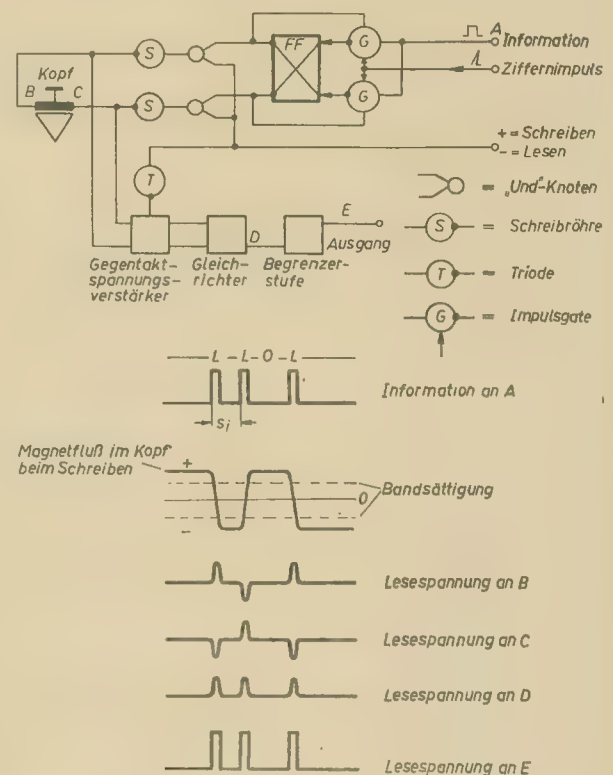 A
Information
Ziffernimpuls
FF
G
G
S
S
Kopf
B C
+ = Schreiben
- = Lesen
T
„Und"-Knoten
S = Schreibröhre
T = Triode
G = Impulsgate
D
E
Ausgang
Gegentakt-
spannungs-
verstärker
Gleich-
richter
Begrenzer-
stufe
L - L - O - L
Information an A
si
Magnetfluß im Kopf
beim Schreiben
+
0
-
Bandsättigung
Lesespannung an B
Lesespannung an C
Lesespannung an D
Lesespannung an E